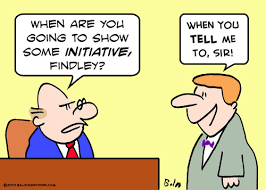 WHEN ARE YOU
GOING TO SHOW
SOME INITIATIVE,
FINDLEY?
WHEN YOU
TELL ME
TO, SIR!